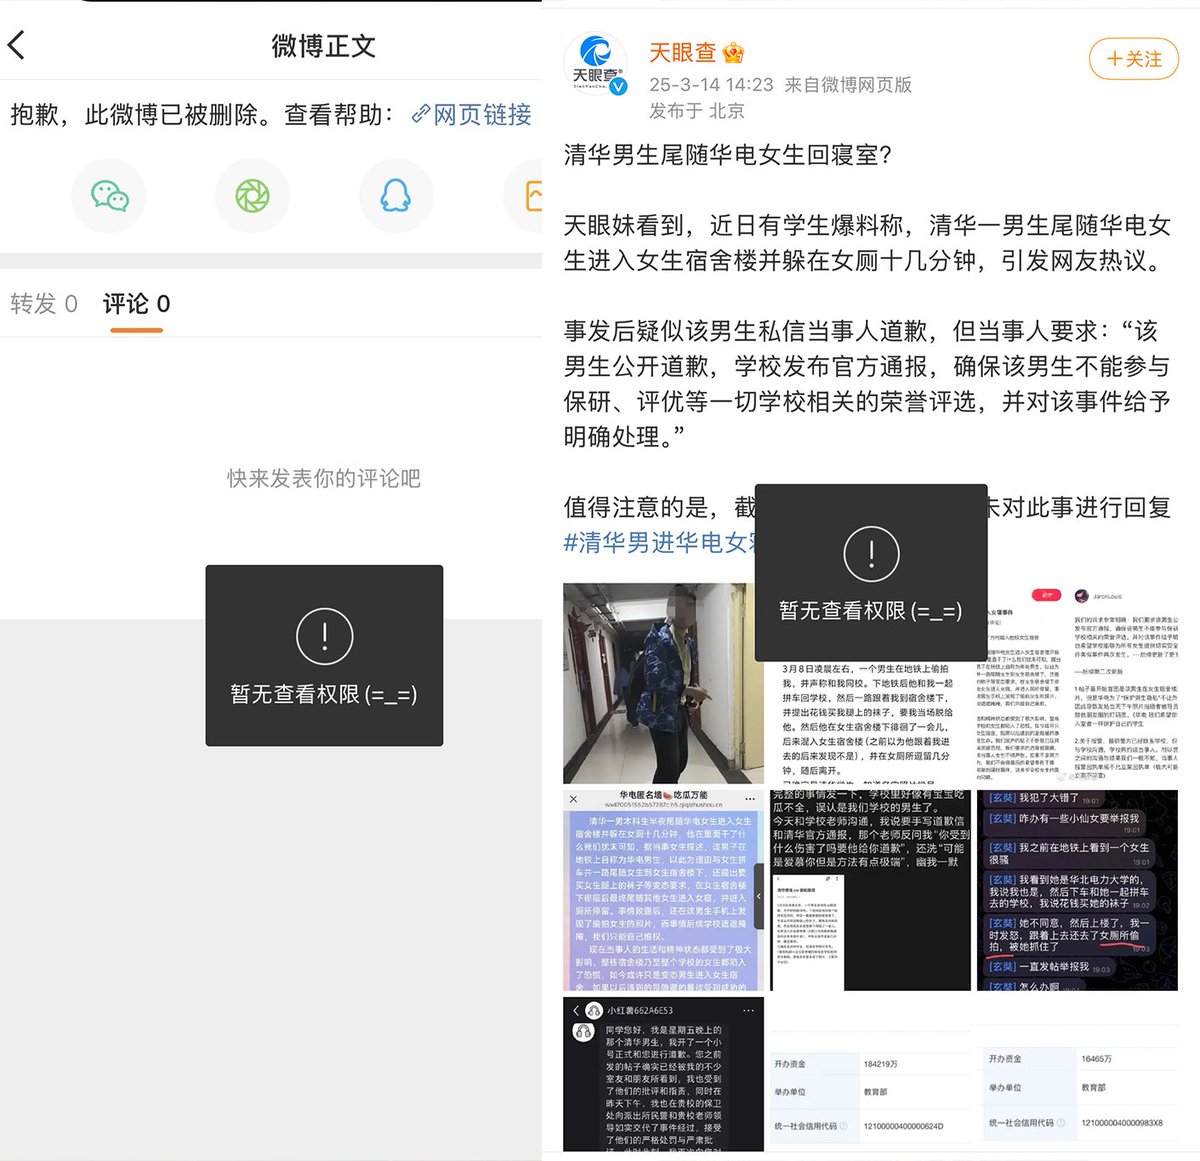 微博正文
抱歉，此微博已被删除。查看帮助：网页链接
转发 0 评论 0
快来发表你的评论吧
暂无查看权限(=_=)
天眼查
天眼查
+关注
25-3-14 14:23 来自微博网页版
发布于 北京
清华男生尾随华电女生回寝室？
天眼妹看到，近日有学生爆料称，清华一男生尾随华电女
生进入女生宿舍楼并躲在女厕十几分钟，引发网友热议。
事发后疑似该男生私信当事人道歉，但当事人要求：“该
男生公开道歉，学校发布官方通报，确保该男生不能参与
保研、评优等一切学校相关的荣誉评选，并对该事件给予
明确处理。”
值得注意的是，截
未对此事进行回复
#清华男进华电女
暂无查看权限(=_=)
3月8日凌晨左右，一个男生在地铁上偷拍
我，并声称和我同校。下地铁后他和我一起
拼车回学校，然后一路跟着我到宿舍楼下，
并提出花钱买我腿上的袜子，要我当场脱给
他。然后他在女生宿舍楼下徘徊了一会儿，
后来混入女生宿舍楼（之前以为他跟着我进
去的后来发现不是），并在女厕所逗留几分
钟，随后离开。
JaronLouis
华电匿名墙🍉吃瓜万能
清华一男本科生半夜尾随华电女生进入女生
宿舍楼并躲在女厕十几分钟，他在里面干了什
么我们犹未可知，据当事女生描述，该男子在
地铁上自称为华电男生，以此为理由与女生拼
车并一路尾随女生到女生宿舍楼下，还提出要
买女生腿上的袜子等变态要求，在女生宿舍楼
下徘徊后最终尾随其他女生进入女宿，并进入
厕所停留，事情败露后，还在该男生手机上发
现了偷拍女生的照片，而事情后续学校遮遮掩
掩，我们只能自己维权。
现在当事人的生活和精神状态都受到了极大
影响，整栋宿舍楼乃至整个学校的女生都陷入
了恐慌，如今或许只是变态男生进入女生宿
完整的事情发一下，学校里好像有宝宝吃
瓜不全，误认是我们学校的男生了。
今天和学校老师沟通，我说要手写道歉信
和清华官方通报，那个老师反问我“你受到
什么伤害了吗要他给你道歉”，还洗“可能
是爱慕你但是方法有点极端”，幽我一默
[玄奘] 我犯了大错了 19:01
[玄奘] 咋办有一些小仙女要举报我
19:01
[玄奘] 我之前在地铁上看到一个女生
很骚 19:01
[玄奘] 我看到她是华北电力大学的，
我说我也是，然后下车和她一起拼车
去的学校，我说花钱买她的袜子 19:02
[玄奘] 她不同意，然后上楼了，我一
时发怒，跟着上去还去了女厕所偷
拍，被她抓住了 19:03
[玄奘] 一直发帖举报我 19:03
[玄奘] 怎么办啊 19:04
小红薯662A6E53
同学您好，我是星期五晚上的
那个清华男生，我开了一个小
号正式和您进行道歉。您之前
发的帖子确实已经被我的不少
室友和朋友所看到，我也受到
了他们的批评和指责，同时在
昨天下午，我也在贵校的保卫
处向派出所民警和贵校老师领
导如实交代了事件经过，接受
了他们的严格处罚与严肃批
开办资金 184219万
举办单位 教育部
统一社会信用代码 12100000400000624D
开办资金 16465万
举办单位 教育部
统一社会信用代码 1210000040000983X8